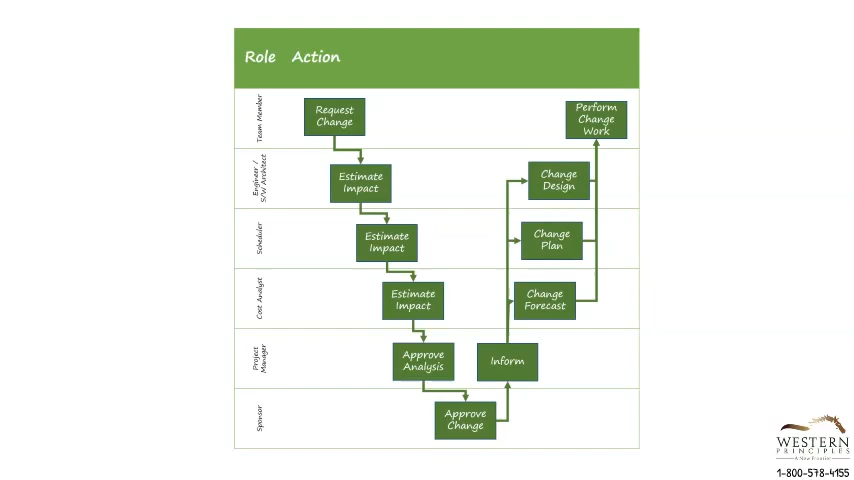 Role Action
Team Member
Request
Change
Perform
Change
Work
Engineer /
S/W Architect
Estimate
Impact
Change
Design
Scheduler
Estimate
Impact
Change
Plan
Cost Analyst
Estimate
Impact
Change
Forecast
Project
Manager
Approve
Analysis
Inform
Sponsor
Approve
Change
WESTERN
PRINCIPLES
A New Frontier
1-800-578-4155